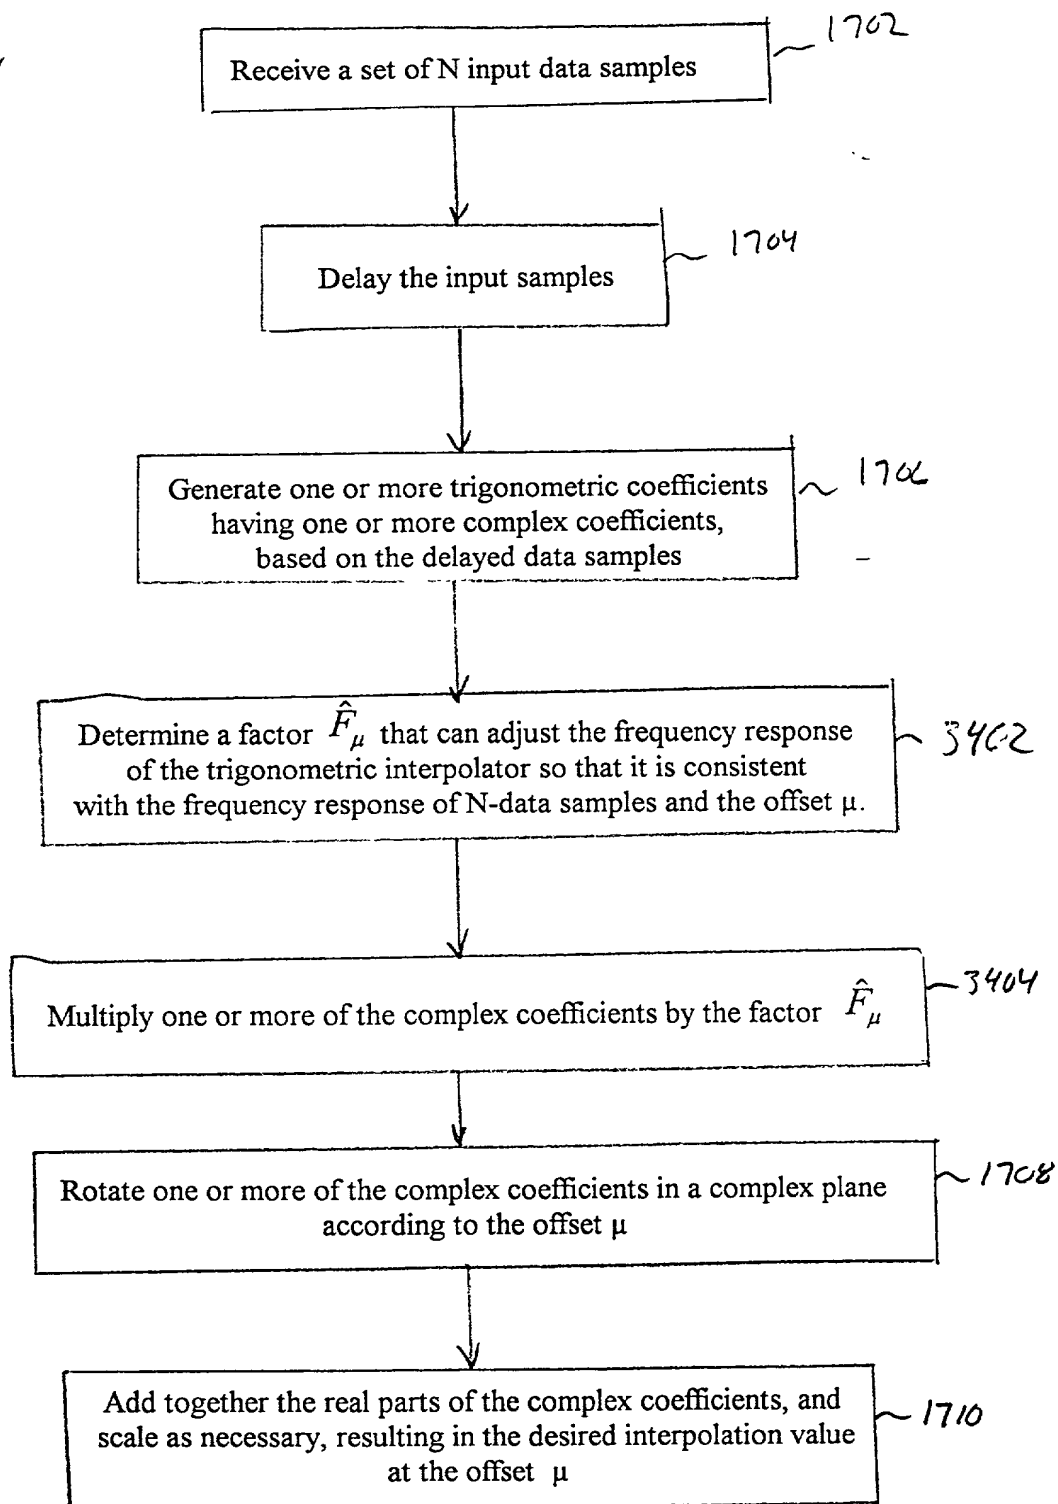 1702
Receive a set of N input data samples
1704
Delay the input samples
1706
Generate one or more trigonometric coefficients
having one or more complex coefficients,
based on the delayed data samples
3402
Determine a factor F̂μ that can adjust the frequency response
of the trigonometric interpolator so that it is consistent
with the frequency response of N-data samples and the offset μ.
3404
Multiply one or more of the complex coefficients by the factor F̂μ
1708
Rotate one or more of the complex coefficients in a complex plane
according to the offset μ
1710
Add together the real parts of the complex coefficients, and
scale as necessary, resulting in the desired interpolation value
at the offset μ